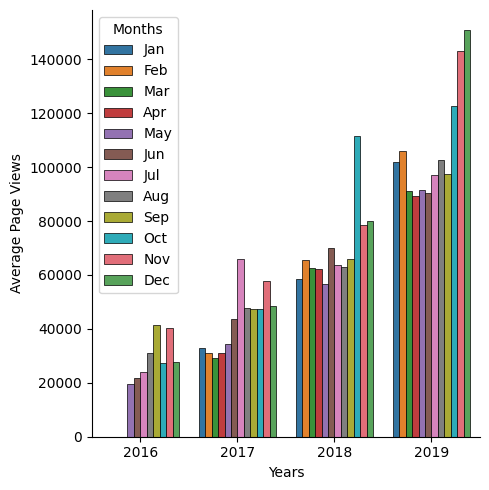 Months
Jan
Feb
Mar
Apr
May
Jun
Jul
Aug
Sep
Oct
Nov
Dec
140000
120000
100000
80000
60000
40000
20000
0
Average Page Views
2016 2017 2018 2019
Years